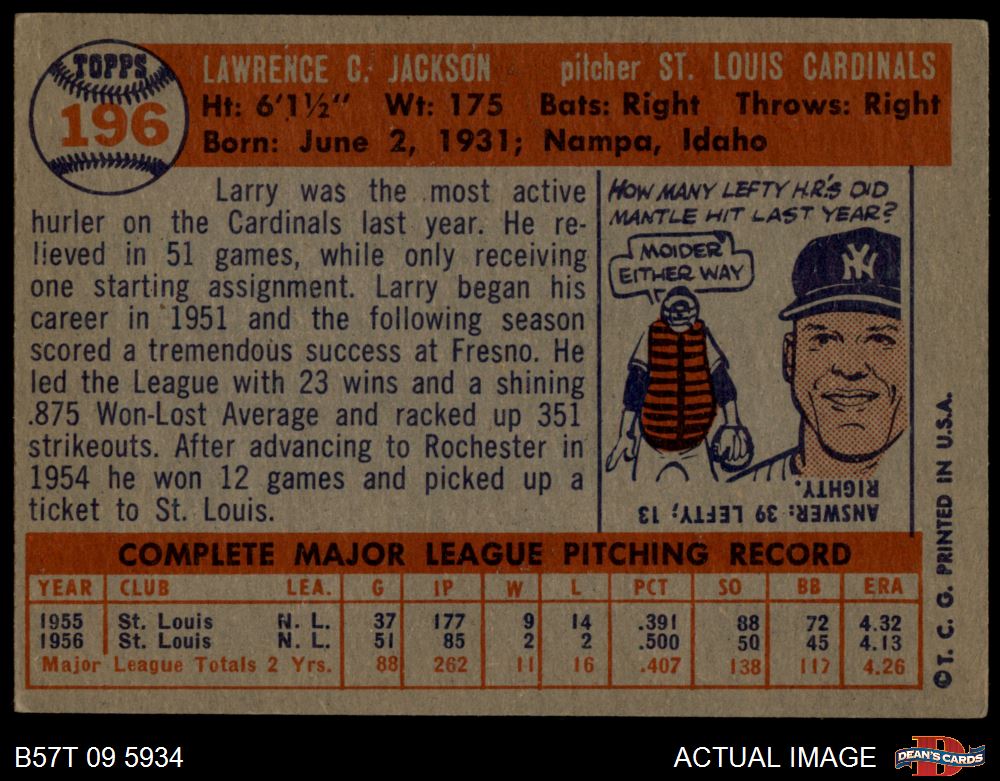 TOPPS
196
LAWRENCE C. JACKSON pitcher ST. LOUIS CARDINALS
Ht: 6'1½" Wt: 175 Bats: Right Throws: Right
Born: June 2, 1931; Nampa, Idaho
Larry was the most active
hurler on the Cardinals last year. He re-
lieved in 51 games, while only receiving
one starting assignment. Larry began his
career in 1951 and the following season
scored a tremendous success at Fresno. He
led the League with 23 wins and a shining
.875 Won-Lost Average and racked up 351
strikeouts. After advancing to Rochester in
1954 he won 12 games and picked up a
ticket to St. Louis.
HOW MANY LEFTY H.R.'S DID
MANTLE HIT LAST YEAR?
MOIDER
EITHER WAY
NY
ANSWER: 39 LEFTY; 13
RIGHTY.
COMPLETE MAJOR LEAGUE PITCHING RECORD
YEAR CLUB LEA. G IP W L PCT SO BB ERA
1955 St. Louis N. L. 37 177 9 14 .391 88 72 4.32
1956 St. Louis N. L. 51 85 2 2 .500 50 45 4.13
Major League Totals 2 Yrs. 88 262 11 16 .407 138 117 4.26
© T. C. G. PRINTED IN U.S.A.
B57T 09 5934
ACTUAL IMAGE
D
DEAN'S CARDS